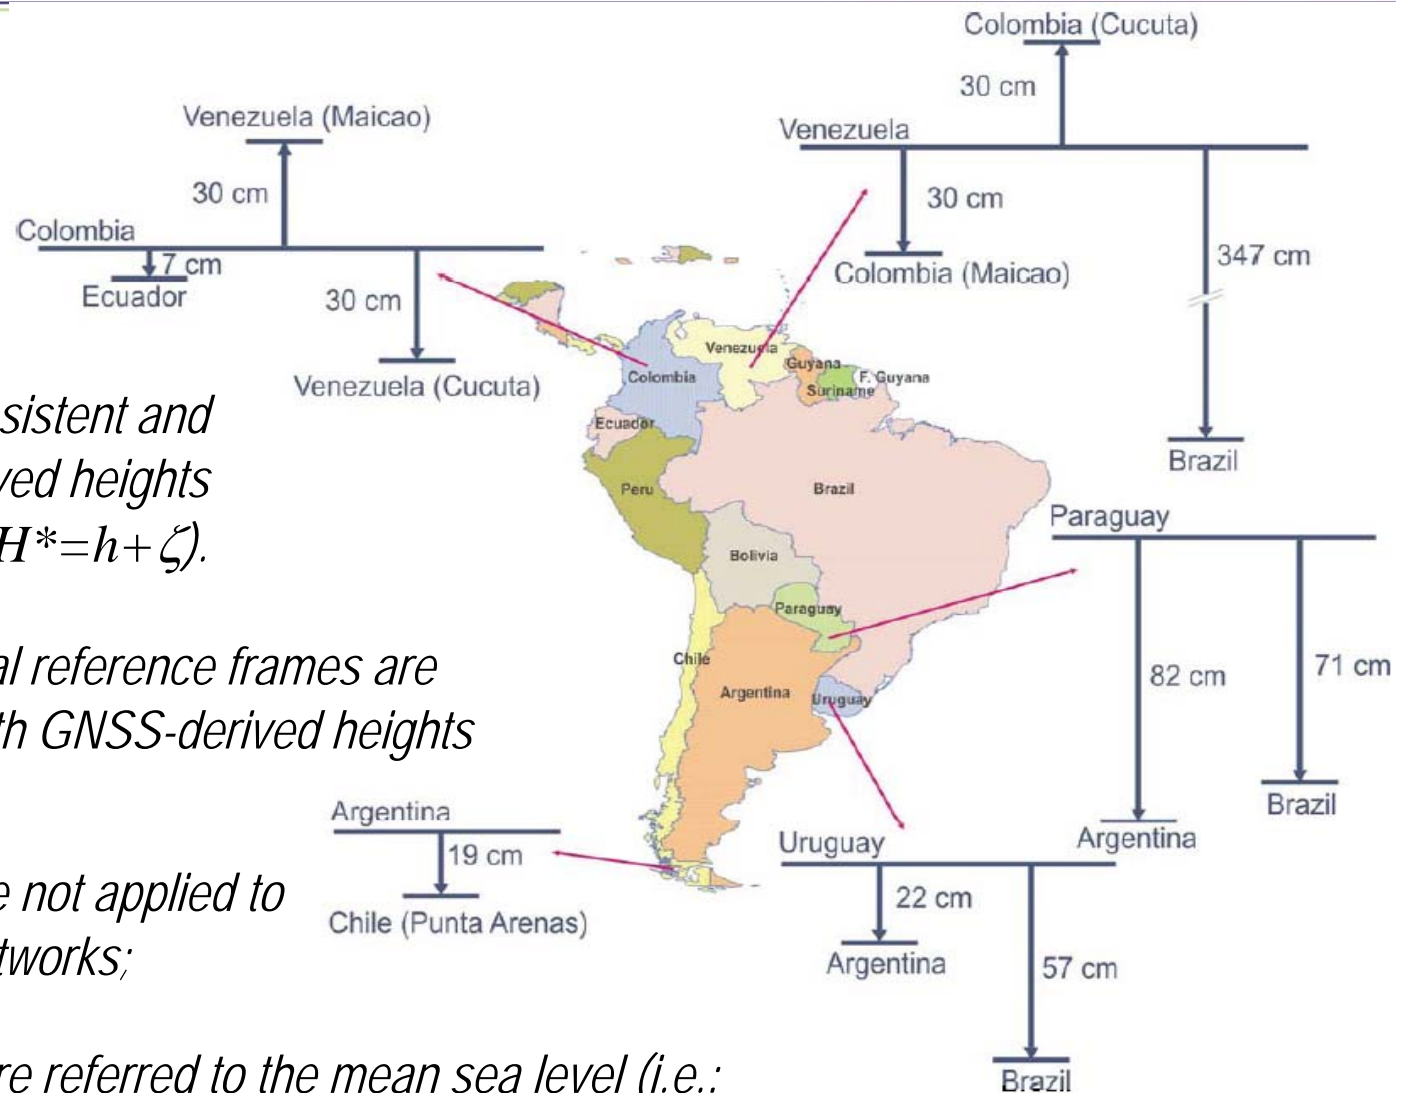 Colombia (Cucuta)
30 cm
Venezuela
30 cm
Colombia (Maicao)
347 cm
Brazil
Venezuela (Maicao)
30 cm
Colombia
7 cm
Ecuador
30 cm
Venezuela (Cucuta)
sistent and
ved heights
H*=h+ζ).
al reference frames are
th GNSS-derived heights
e not applied to
tworks;
re referred to the mean sea level (i.e.:
Venezuela
Guyana
F. Guyana
Suriname
Colombia
Ecuador
Peru
Brazil
Bolivia
Paraguay
Chile
Argentina
Uruguay
Paraguay
82 cm
71 cm
Argentina
Brazil
Argentina
19 cm
Chile (Punta Arenas)
Uruguay
22 cm
Argentina
57 cm
Brazil